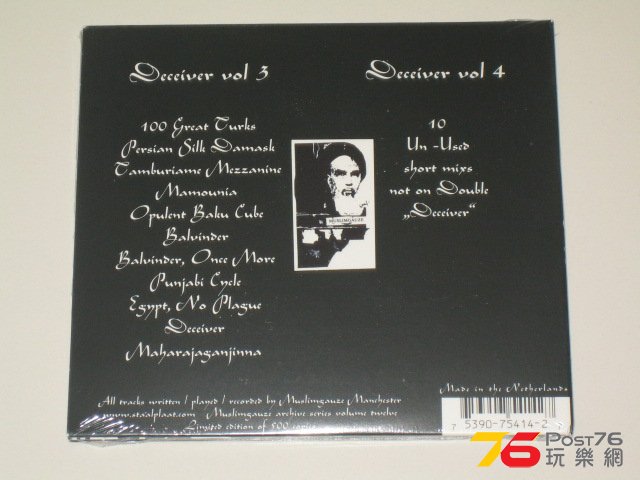 Deceiver vol 3
100 Great Turks
Persian Silk Damask
Tamburiame Mezzanine
Mamounia
Opulent Baku Cube
Balvinder
Balvinder, Once More
Punjabi Cycle
Egypt, No Plague
Deceiver
Maharajaganjinna
Deceiver vol 4
10
Un -Used
short mixs
not on Double
„Deceiver“
MUSLIMGAUZE
All tracks written / played / recorded by Muslimgauze Manchester
www.staalplaat.com. Muslimgauze archive series volume twelve
Limited edition of 500 copies
Made in the Netherlands
7 5390-75414-2
76 POST76
玩樂網